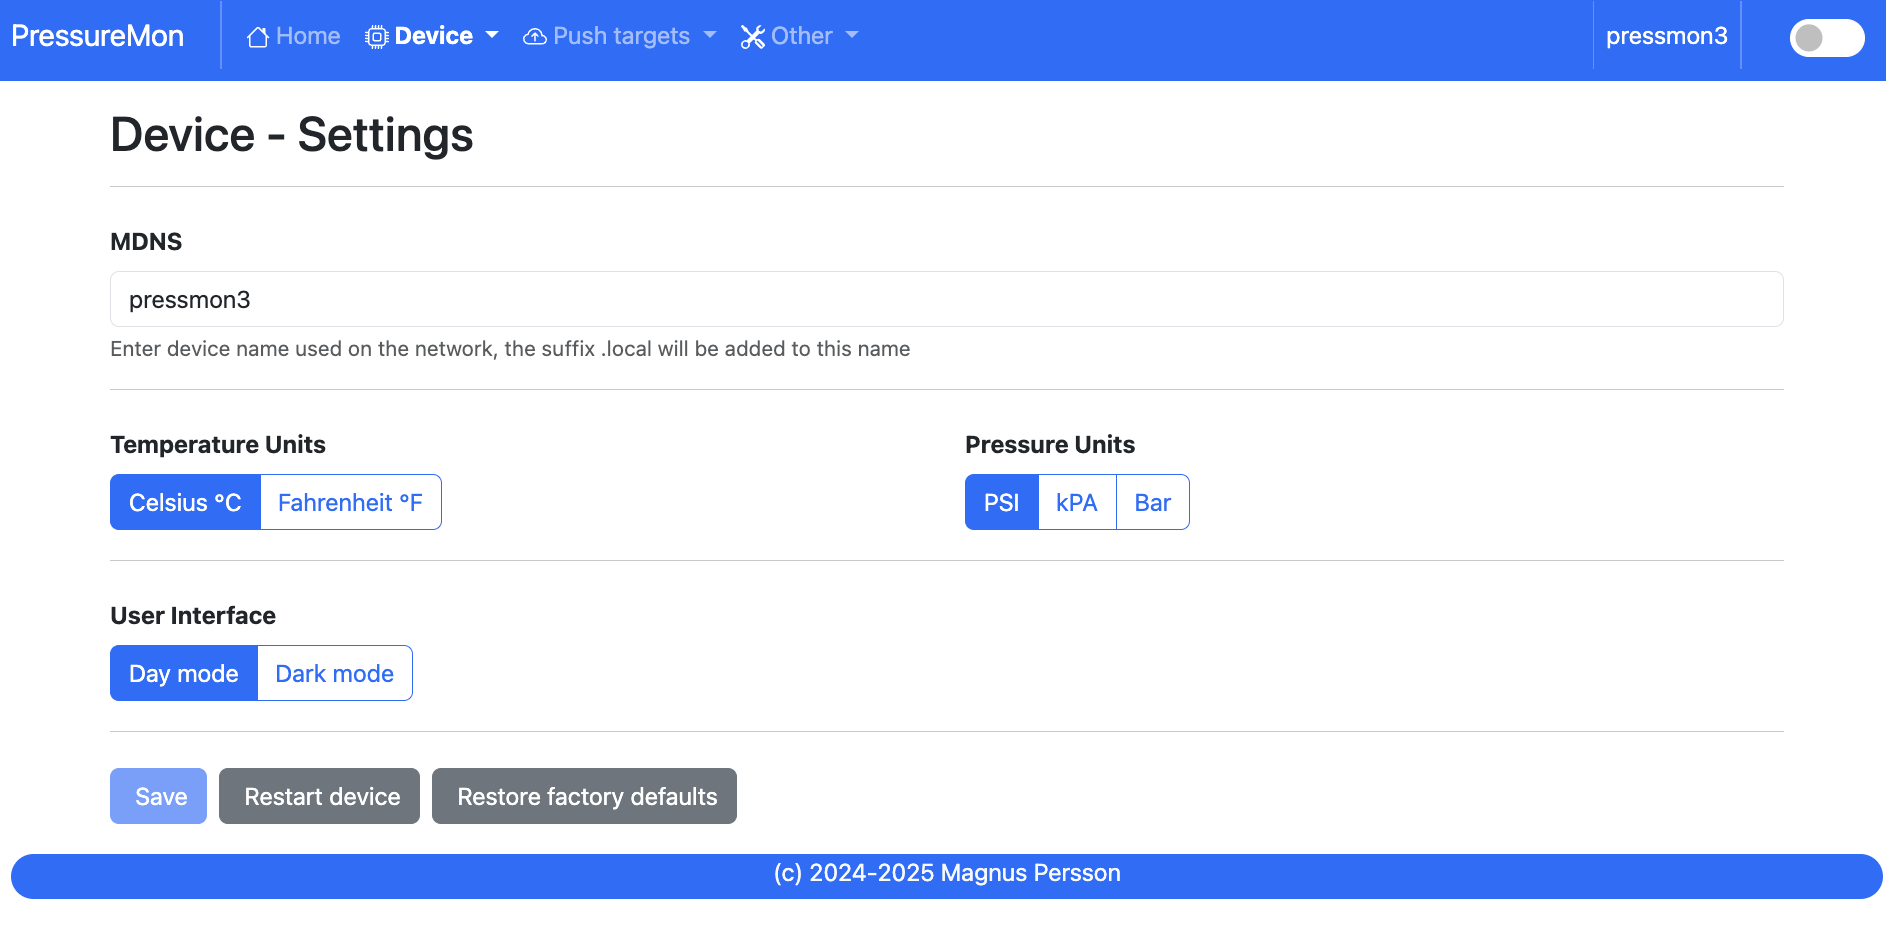 PressureMon Home Device Push targets Other pressmon3
Device - Settings
MDNS
pressmon3
Enter device name used on the network, the suffix .local will be added to this name
Temperature Units Pressure Units
Celsius °C Fahrenheit °F PSI kPA Bar
User Interface
Day mode Dark mode
Save Restart device Restore factory defaults
(c) 2024-2025 Magnus Persson